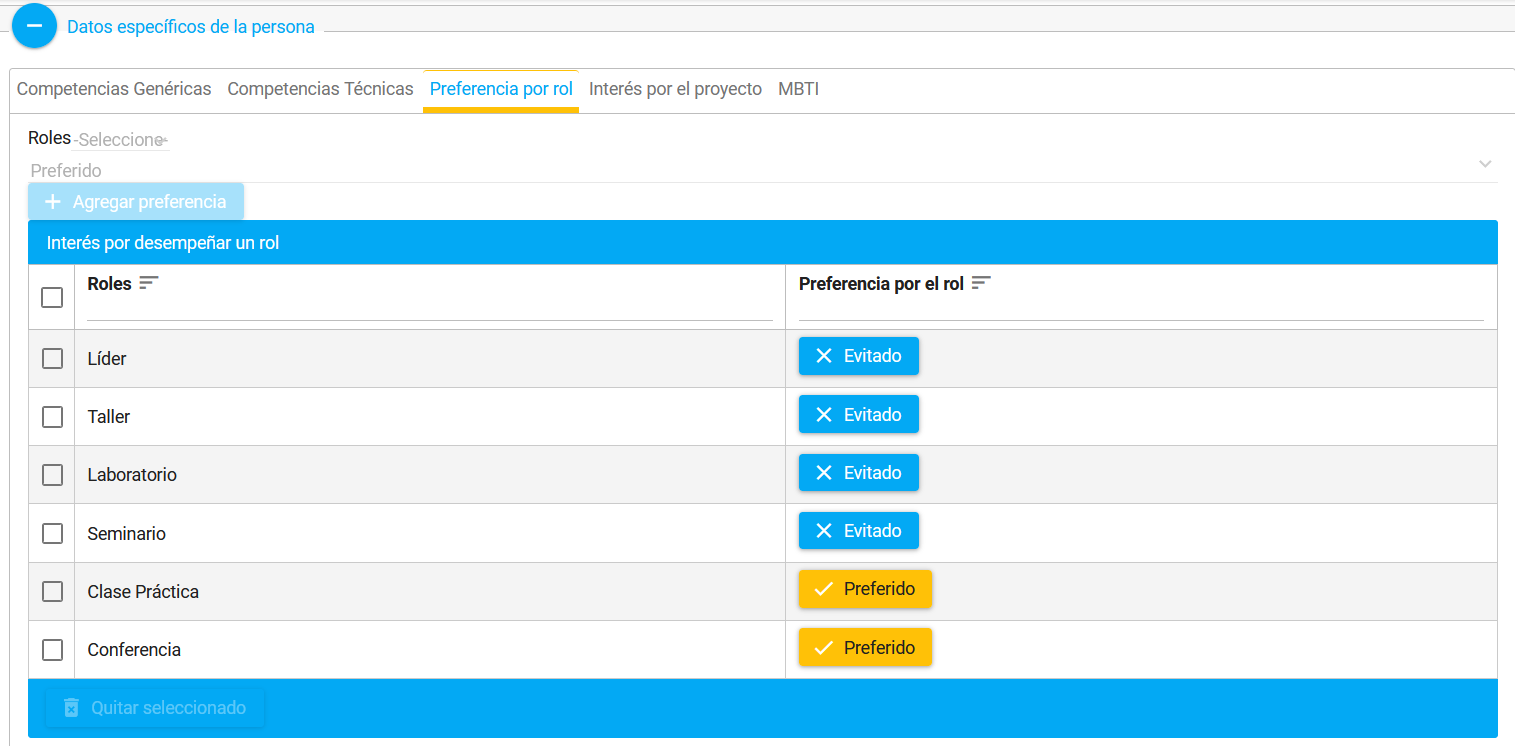 Datos específicos de la persona
Competencias Genéricas Competencias Técnicas Preferencia por rol Interés por el proyecto MBTI
Roles -Seleccione-
Preferido
Agregar preferencia
Interés por desempeñar un rol
Roles Preferencia por el rol
Líder Evitado
Taller Evitado
Laboratorio Evitado
Seminario Evitado
Clase Práctica Preferido
Conferencia Preferido
Quitar seleccionado